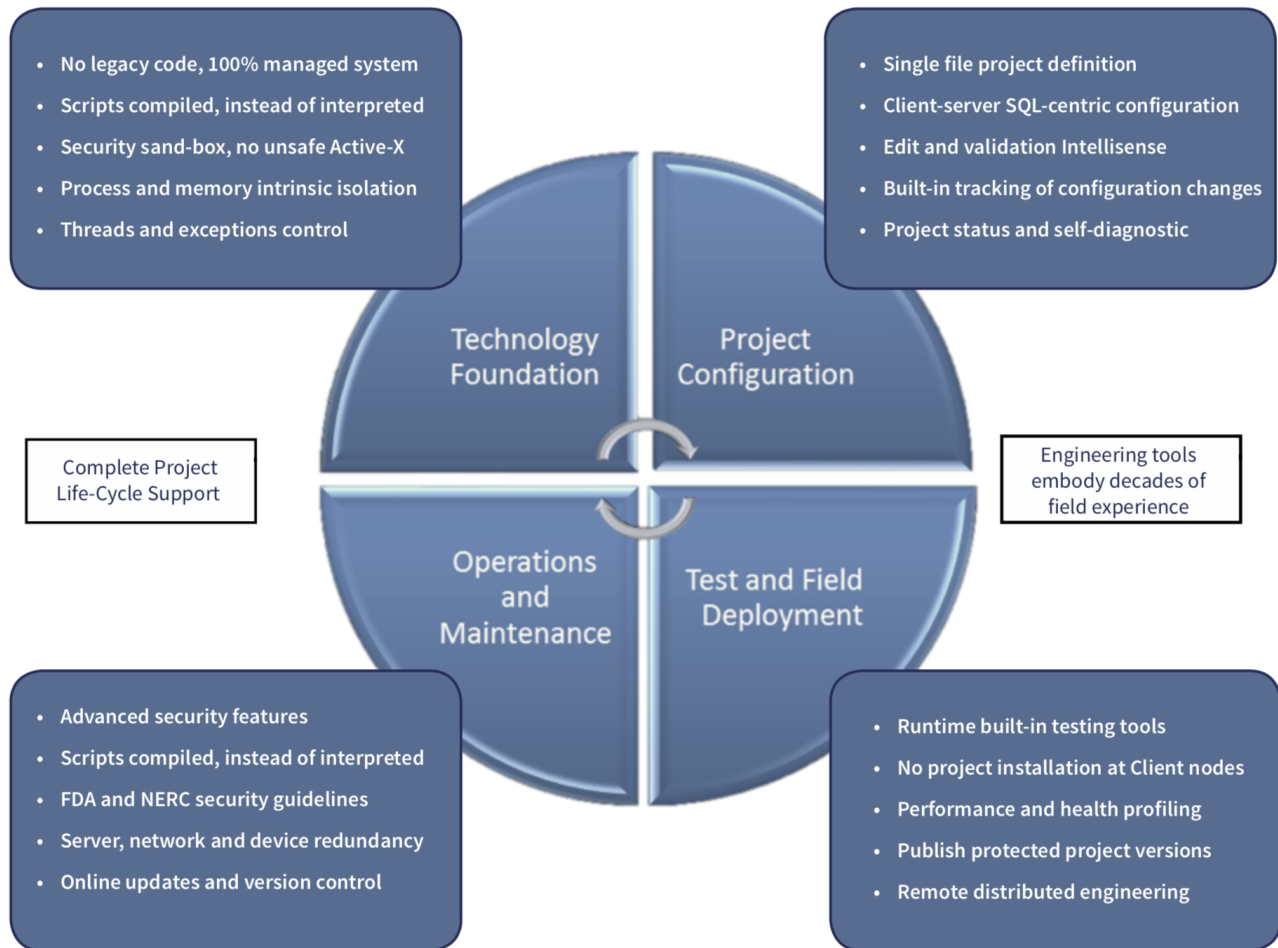 • No legacy code, 100% managed system
• Scripts compiled, instead of interpreted
• Security sand-box, no unsafe Active-X
• Process and memory intrinsic isolation
• Threads and exceptions control
• Single file project definition
• Client-server SQL-centric configuration
• Edit and validation Intellisense
• Built-in tracking of configuration changes
• Project status and self-diagnostic
Technology
Foundation
Project
Configuration
Complete Project
Life-Cycle Support
Engineering tools
embody decades of
field experience
Operations
and
Maintenance
Test and Field
Deployment
• Advanced security features
• Scripts compiled, instead of interpreted
• FDA and NERC security guidelines
• Server, network and device redundancy
• Online updates and version control
• Runtime built-in testing tools
• No project installation at Client nodes
• Performance and health profiling
• Publish protected project versions
• Remote distributed engineering